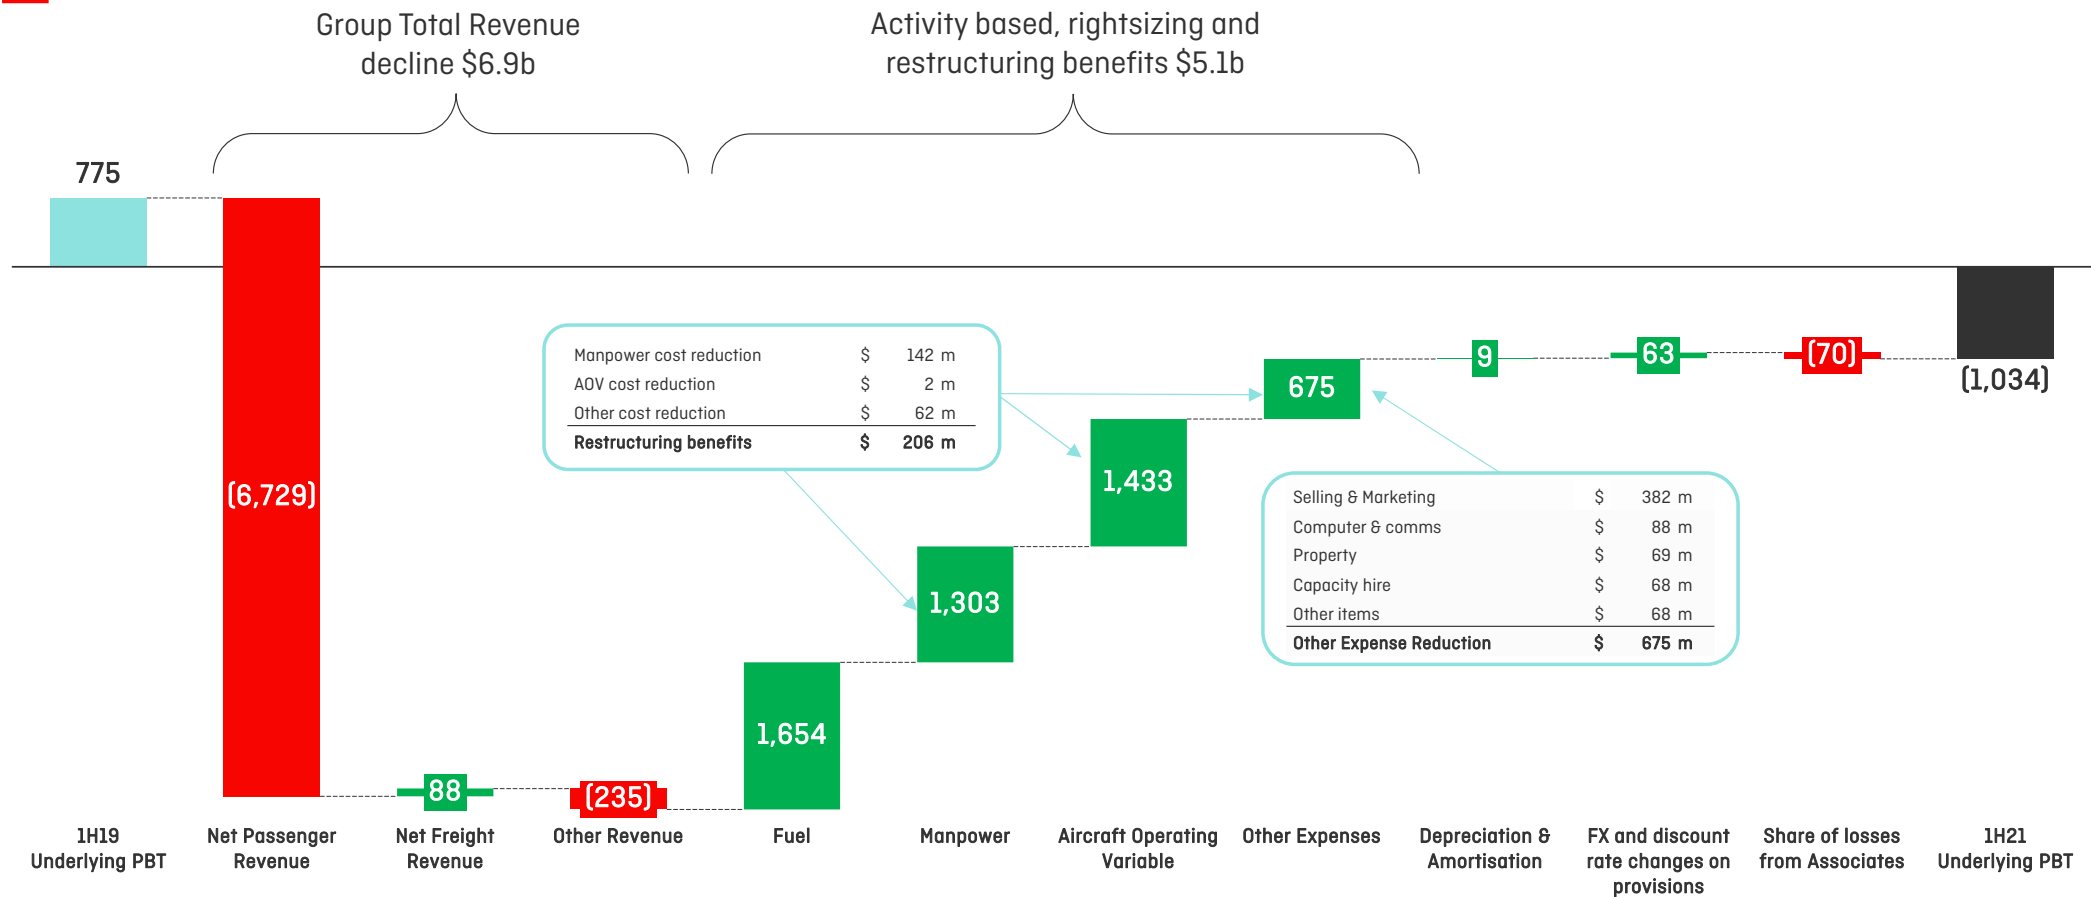 Group Total Revenue
decline $6.9b
Activity based, rightsizing and
restructuring benefits $5.1b
775
(6,729)
88
(235)
1,654
1,303
1,433
675
9
63
(70)
(1,034)
Manpower cost reduction $ 142 m
AOV cost reduction $ 2 m
Other cost reduction $ 62 m
Restructuring benefits $ 206 m
Selling & Marketing $ 382 m
Computer & comms $ 88 m
Property $ 69 m
Capacity hire $ 68 m
Other items $ 68 m
Other Expense Reduction $ 675 m
1H19
Underlying PBT
Net Passenger
Revenue
Net Freight
Revenue
Other Revenue
Fuel
Manpower
Aircraft Operating
Variable
Other Expenses
Depreciation &
Amortisation
FX and discount
rate changes on
provisions
Share of losses
from Associates
1H21
Underlying PBT